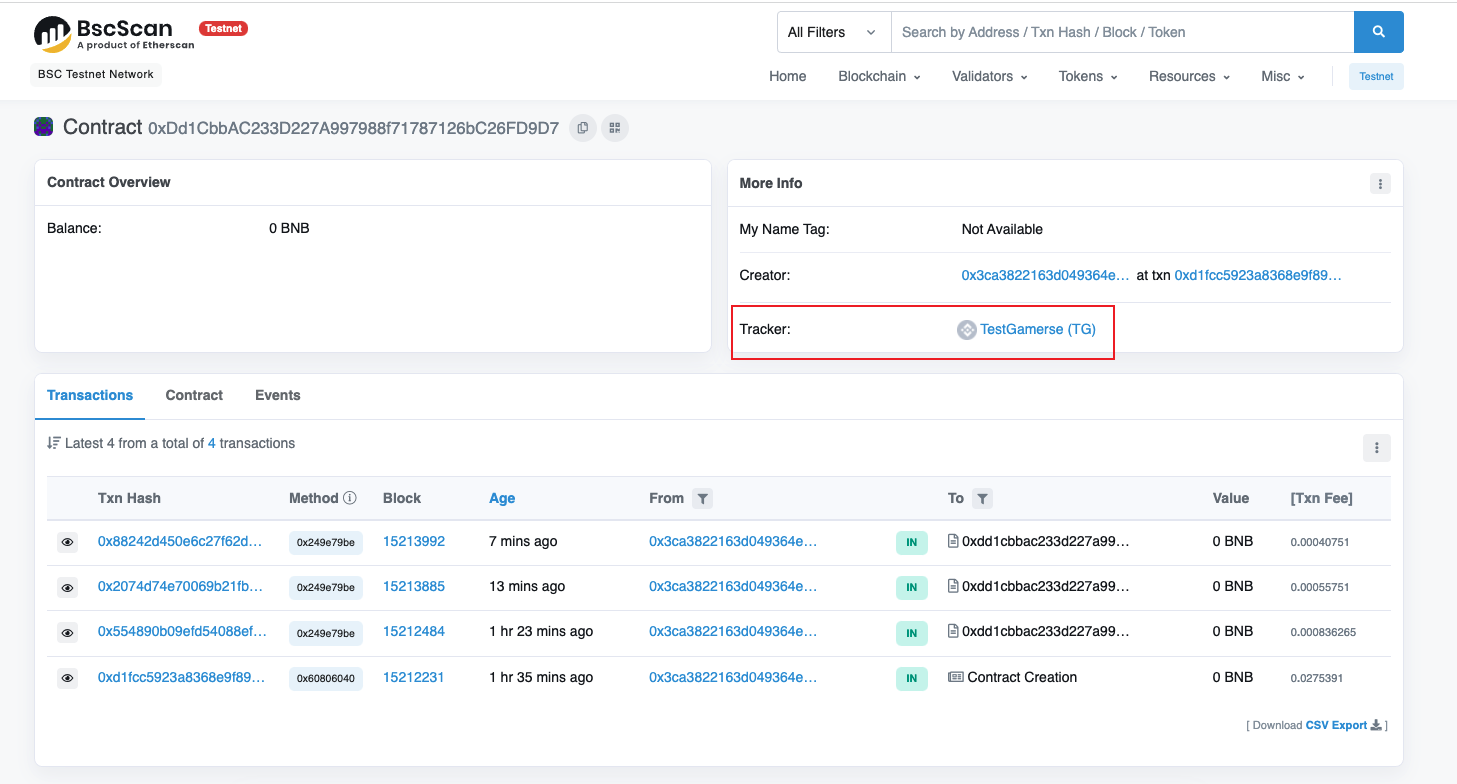 BscScan
Testnet
A product of Etherscan
BSC Testnet Network
All Filters
Search by Address / Txn Hash / Block / Token
Home Blockchain Validators Tokens Resources Misc Testnet
Contract 0xDd1CbbAC233D227A997988f71787126bC26FD9D7
Contract Overview
Balance: 0 BNB
More Info
My Name Tag: Not Available
Creator: 0x3ca3822163d049364e... at txn 0xd1fcc5923a8368e9f89...
Tracker: TestGamerse (TG)
Transactions Contract Events
Latest 4 from a total of 4 transactions
Txn Hash Method Block Age From To Value [Txn Fee]
0x88242d450e6c27f62d... 0x249e79be 15213992 7 mins ago 0x3ca3822163d049364e... IN 0xdd1cbbac233d227a99... 0 BNB 0.00040751
0x2074d74e70069b21fb... 0x249e79be 15213885 13 mins ago 0x3ca3822163d049364e... IN 0xdd1cbbac233d227a99... 0 BNB 0.00055751
0x554890b09efd54088ef... 0x249e79be 15212484 1 hr 23 mins ago 0x3ca3822163d049364e... IN 0xdd1cbbac233d227a99... 0 BNB 0.000836265
0xd1fcc5923a8368e9f89... 0x60806040 15212231 1 hr 35 mins ago 0x3ca3822163d049364e... IN Contract Creation 0 BNB 0.0275391
[ Download CSV Export ]